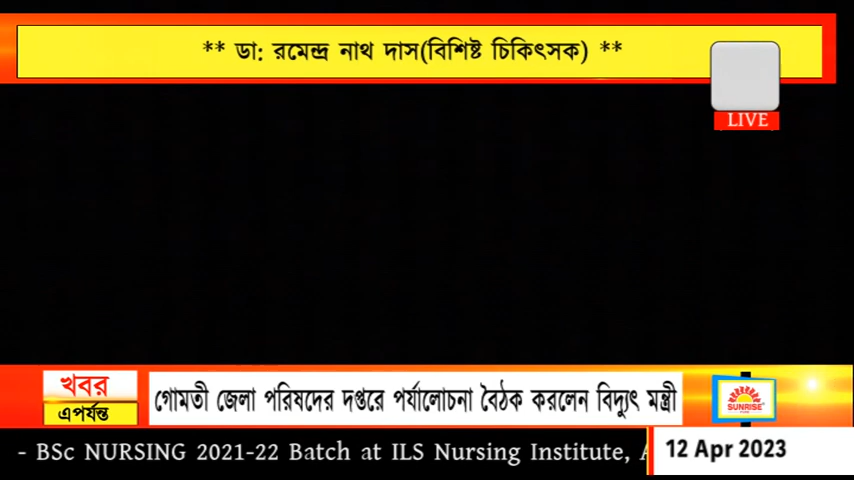 ** ডা: রমেন্দ্র নাথ দাস(বিশিষ্ট চিকিৎসক) **
LIVE
খবর
এপর্যন্ত
গোমতী জেলা পরিষদের দপ্তরে পর্যালোচনা বৈঠক করলেন বিদ্যুৎ মন্ত্রী
SUNRISE
- BSc NURSING 2021-22 Batch at ILS Nursing Institute, A
12 Apr 2023